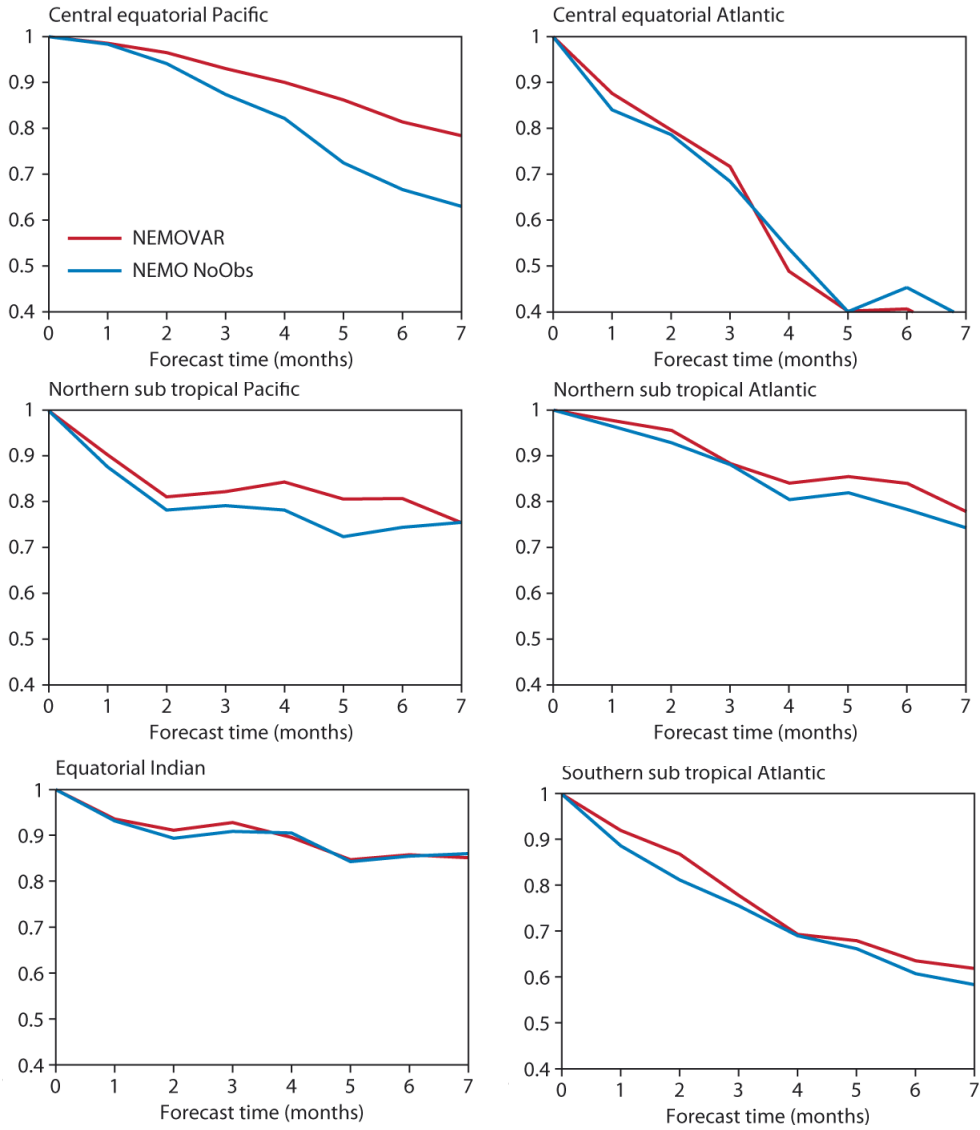 Central equatorial Pacific
1
0.9
0.8
0.7
0.6
0.5
0.4
NEMOVAR
NEMO NoObs
0 1 2 3 4 5 6 7
Forecast time (months)
Central equatorial Atlantic
1
0.9
0.8
0.7
0.6
0.5
0.4
0 1 2 3 4 5 6 7
Forecast time (months)
Northern sub tropical Pacific
1
0.9
0.8
0.7
0.6
0.5
0.4
0 1 2 3 4 5 6 7
Forecast time (months)
Northern sub tropical Atlantic
1
0.9
0.8
0.7
0.6
0.5
0.4
0 1 2 3 4 5 6 7
Forecast time (months)
Equatorial Indian
1
0.9
0.8
0.7
0.6
0.5
0.4
0 1 2 3 4 5 6 7
Forecast time (months)
Southern sub tropical Atlantic
1
0.9
0.8
0.7
0.6
0.5
0.4
0 1 2 3 4 5 6 7
Forecast time (months)